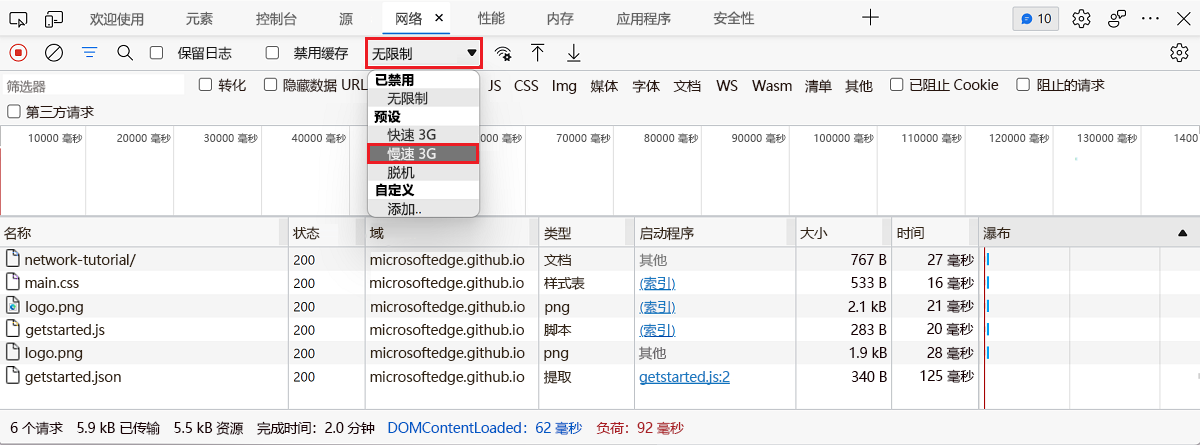 欢迎使用 元素 控制台 源 网络 × 性能 内存 应用程序 安全性 10
保留日志 禁用缓存 无限制
已禁用
无限制
预设
快速 3G
慢速 3G
脱机
自定义
添加..
筛选器 转化 隐藏数据 URL JS CSS Img 媒体 字体 文档 WS Wasm 清单 其他 已阻止 Cookie 阻止的请求
第三方请求
10000 毫秒 20000 毫秒 30000 毫秒 40000 毫秒 毫秒 70000 毫秒 80000 毫秒 90000 毫秒 100000 毫秒 110000 毫秒 120000 毫秒 130000 毫秒 1400
名称 状态 域 类型 启动程序 大小 时间 瀑布
network-tutorial/ 200 microsoftedge.github.io 文档 其他 767 B 27 毫秒
main.css 200 microsoftedge.github.io 样式表 (索引) 533 B 16 毫秒
logo.png 200 microsoftedge.github.io png (索引) 2.1 kB 21 毫秒
getstarted.js 200 microsoftedge.github.io 脚本 (索引) 283 B 20 毫秒
logo.png 200 microsoftedge.github.io png 其他 1.9 kB 28 毫秒
getstarted.json 200 microsoftedge.github.io 提取 getstarted.js:2 340 B 125 毫秒
6 个请求 5.9 kB 已传输 5.5 kB 资源 完成时间：2.0 分钟 DOMContentLoaded：62 毫秒 负荷：92 毫秒